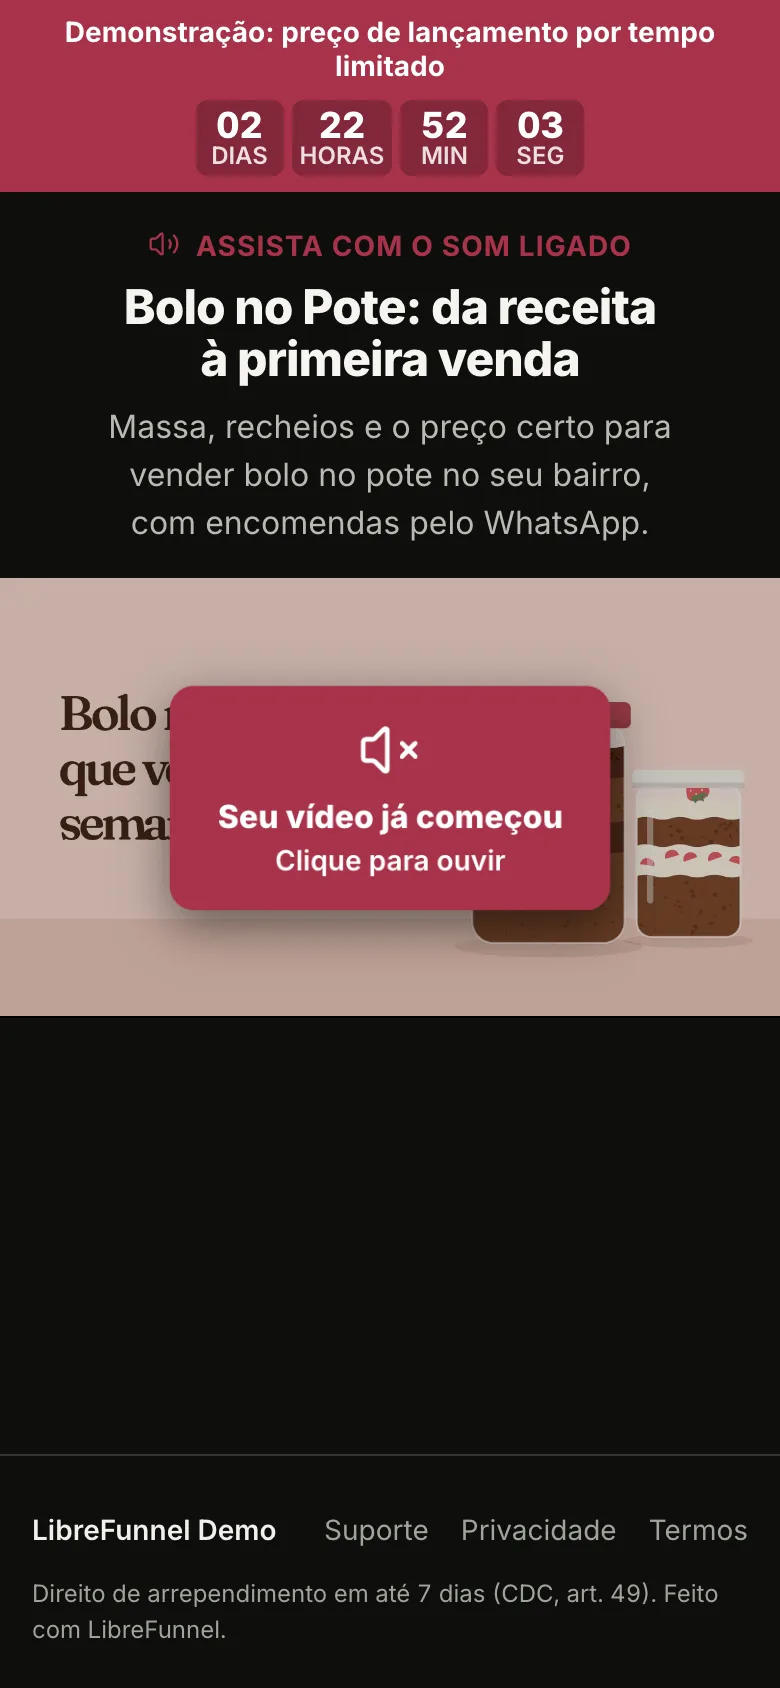 Demonstração: preço de lançamento por tempo
limitado
02 22 52 03
DIAS HORAS MIN SEG
ASSISTA COM O SOM LIGADO
Bolo no Pote: da receita
à primeira venda
Massa, recheios e o preço certo para
vender bolo no pote no seu bairro,
com encomendas pelo WhatsApp.
Bolo
que
Seu vídeo já começou
Clique para ouvir
LibreFunnel Demo Suporte Privacidade Termos
Direito de arrependimento em até 7 dias (CDC, art. 49). Feito
com LibreFunnel.